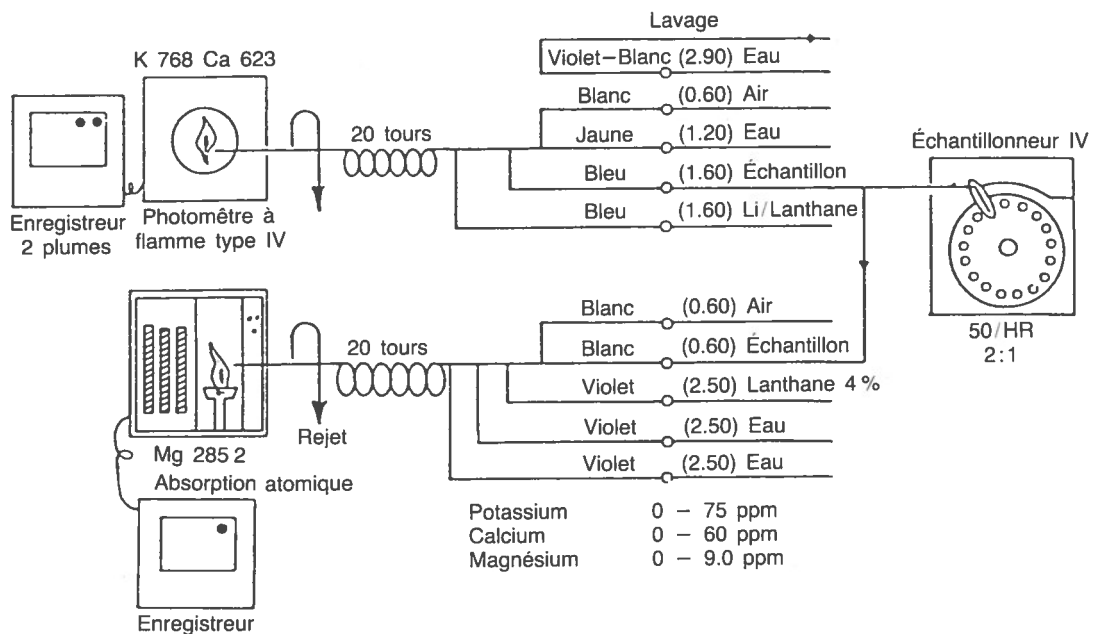 Lavage
Violet–Blanc (2.90) Eau
K 768 Ca 623
Blanc (0.60) Air
20 tours
Jaune (1.20) Eau
Échantillonneur IV
Bleu (1.60) Échantillon
Bleu (1.60) Li/Lanthane
Enregistreur
2 plumes
Photomêtre à
flamme type IV
50/HR
2:1
Blanc (0.60) Air
20 tours
Blanc (0.60) Échantillon
Violet (2.50) Lanthane 4 %
Rejet
Violet (2.50) Eau
Mg 285 2
Violet (2.50) Eau
Absorption atomique
Potassium 0 – 75 ppm
Calcium 0 – 60 ppm
Magnésium 0 – 9.0 ppm
Enregistreur